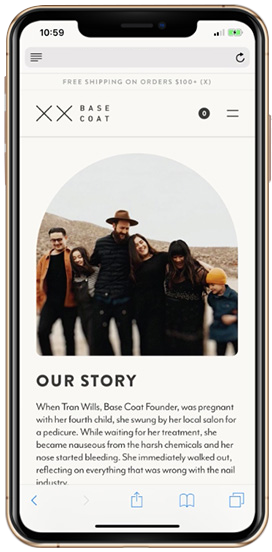 10:59
FREE SHIPPING ON ORDERS $100+ (X)
BASE
COAT
0
OUR STORY
When Tran Wills, Base Coat Founder, was pregnant
with her fourth child, she swung by her local salon for
a pedicure. While waiting for her treatment, she
became nauseous from the harsh chemicals and her
nose started bleeding. She immediately walked out,
reflecting on everything that was wrong with the nail
industry.